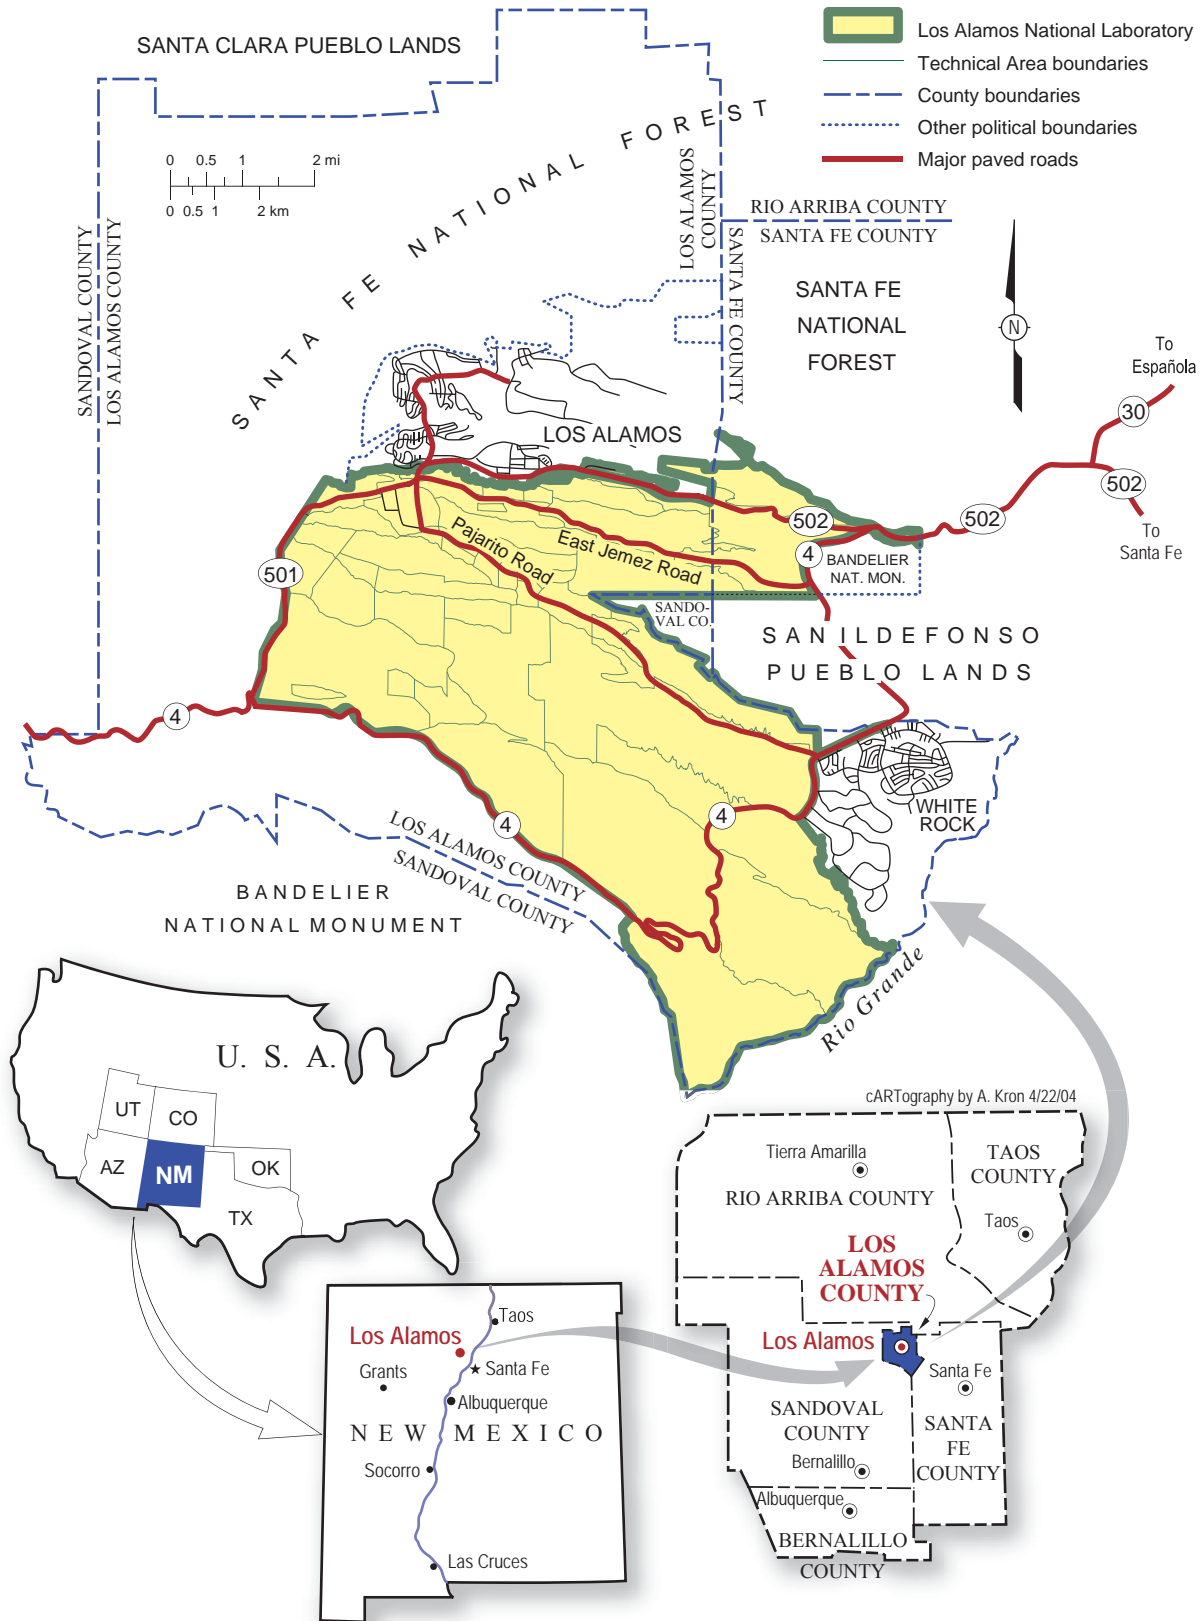 SANTA CLARA PUEBLO LANDS
Los Alamos National Laboratory
Technical Area boundaries
County boundaries
Other political boundaries
Major paved roads
0 0.5 1 2 mi
0 0.5 1 2 km
SANTA FE NATIONAL FOREST
SANDOVAL COUNTY
LOS ALAMOS COUNTY
LOS ALAMOS
COUNTY
SANTA FE COUNTY
RIO ARRIBA COUNTY
SANTA FE COUNTY
SANTA FE
NATIONAL
FOREST
N
To
Española
30
502
To
Santa Fe
502
502
LOS ALAMOS
4
BANDELIER
NAT. MON.
East Jemez Road
Pajarito Road
501
SANDO-
VAL CO.
SAN ILDEFONSO
PUEBLO LANDS
4
4
4
WHITE
ROCK
LOS ALAMOS COUNTY
SANDOVAL COUNTY
BANDELIER
NATIONAL MONUMENT
Rio Grande
cARTography by A. Kron 4/22/04
U. S. A.
UT
CO
AZ
NM
OK
TX
Taos
Los Alamos
Santa Fe
Grants
Albuquerque
NEW MEXICO
Socorro
Las Cruces
Tierra Amarilla
RIO ARRIBA COUNTY
TAOS
COUNTY
Taos
LOS
ALAMOS
COUNTY
Los Alamos
Santa Fe
SANDOVAL
COUNTY
SANTA
FE
COUNTY
Bernalillo
Albuquerque
BERNALILLO
COUNTY